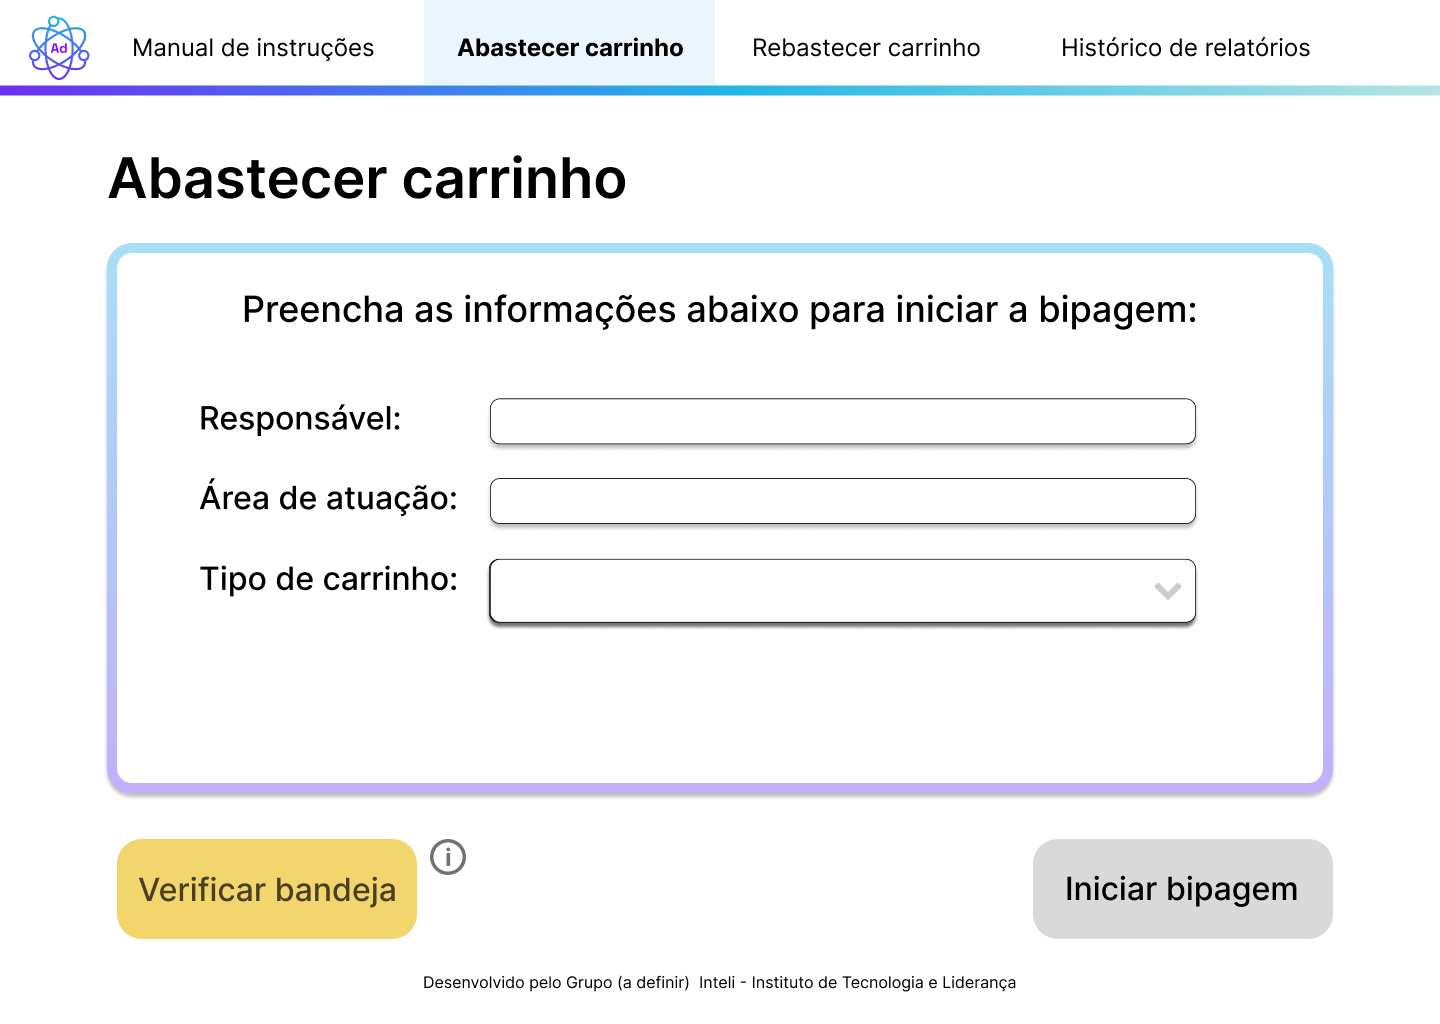 Ad
Manual de instruções
Abastecer carrinho
Rebastecer carrinho
Histórico de relatórios
Abastecer carrinho
Preencha as informações abaixo para iniciar a bipagem:
Responsável:
Área de atuação:
Tipo de carrinho:
Verificar bandeja
i
Iniciar bipagem
Desenvolvido pelo Grupo (a definir)  Inteli - Instituto de Tecnologia e Liderança